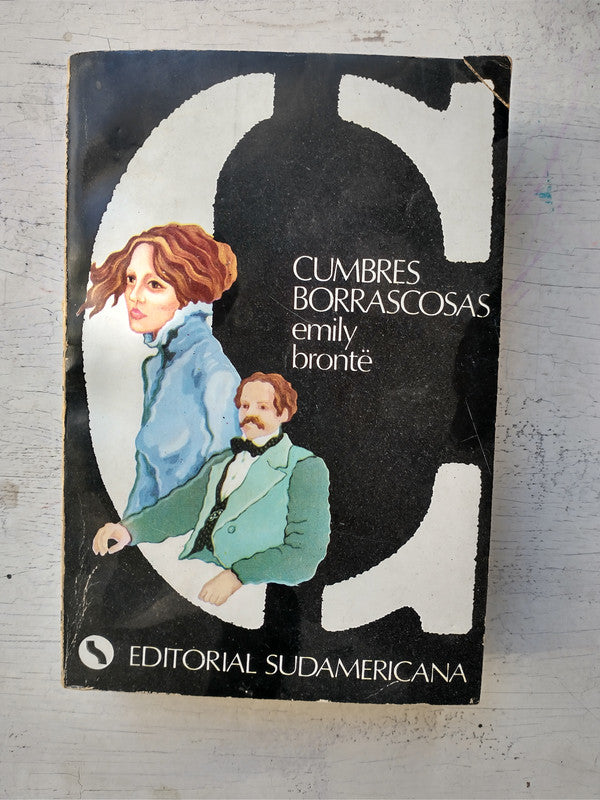 CUMBRES
BORRASCOSAS
emily
brontë
EDITORIAL SUDAMERICANA